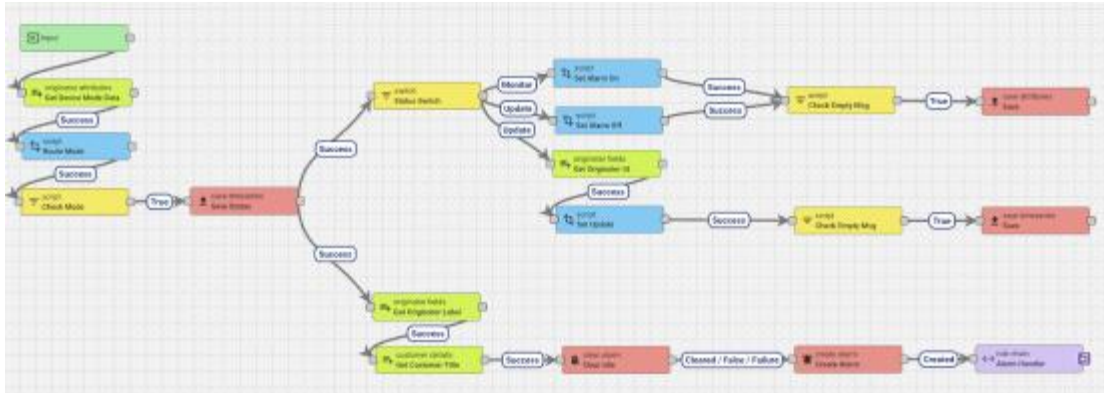 Input
originator attributes
Get Device Mode Data
Success
script
Route Mode
Success
script
Check Mode
True
save timeseries
Success
switch
Status Switch
Monitor
Update
Update
script
Set Alarm On
script
Set Alarm Off
originator fields
Get Originator Id
Success
script
Set Update
Success
Success
script
Check Empty Msg
True
save attributes
Save
Success
script
Check Empty Msg
True
save timeseries
Save
Success
originator fields
Get Originator Label
Success
customer details
Get Customer Title
Success
clear alarm
Cleared / False / Failure
create alarm
Create Alarm
Created
rule chain
Alarm Handler